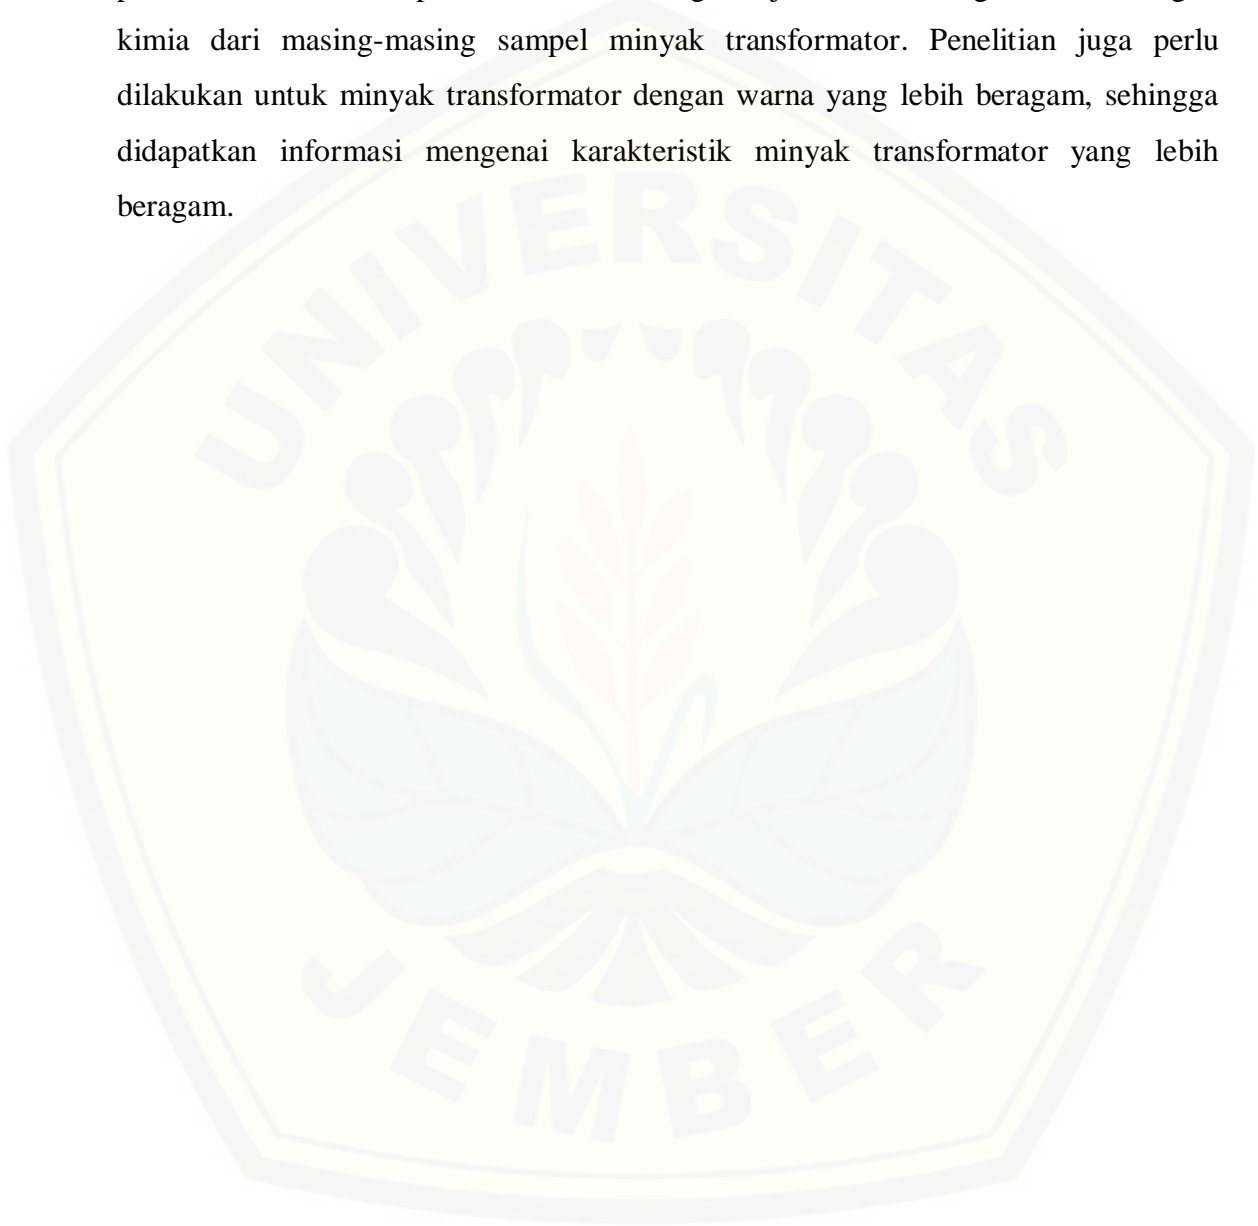 kimia dari masing-masing sampel minyak transformator. Penelitian juga perlu
dilakukan untuk minyak transformator dengan warna yang lebih beragam, sehingga
didapatkan informasi mengenai karakteristik minyak transformator yang lebih
beragam.
UNIVERSITAS
JEMBER